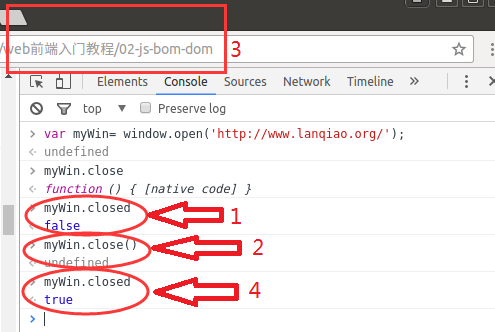 /web前端入门教程/02-js-bom-dom
3
Elements Console Sources Network Timeline
top Preserve log
> var myWin= window.open('http://www.lanqiao.org/');
< undefined
> myWin.close
< function () { [native code] }
> myWin.closed
1
< false
> myWin.close()
2
< undefined
> myWin.closed
4
< true
>